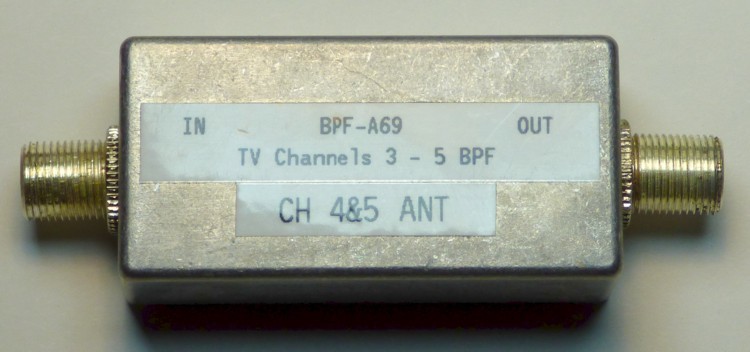 IN BPF-A69 OUT
TV Channels 3 - 5 BPF
CH 4&5 ANT